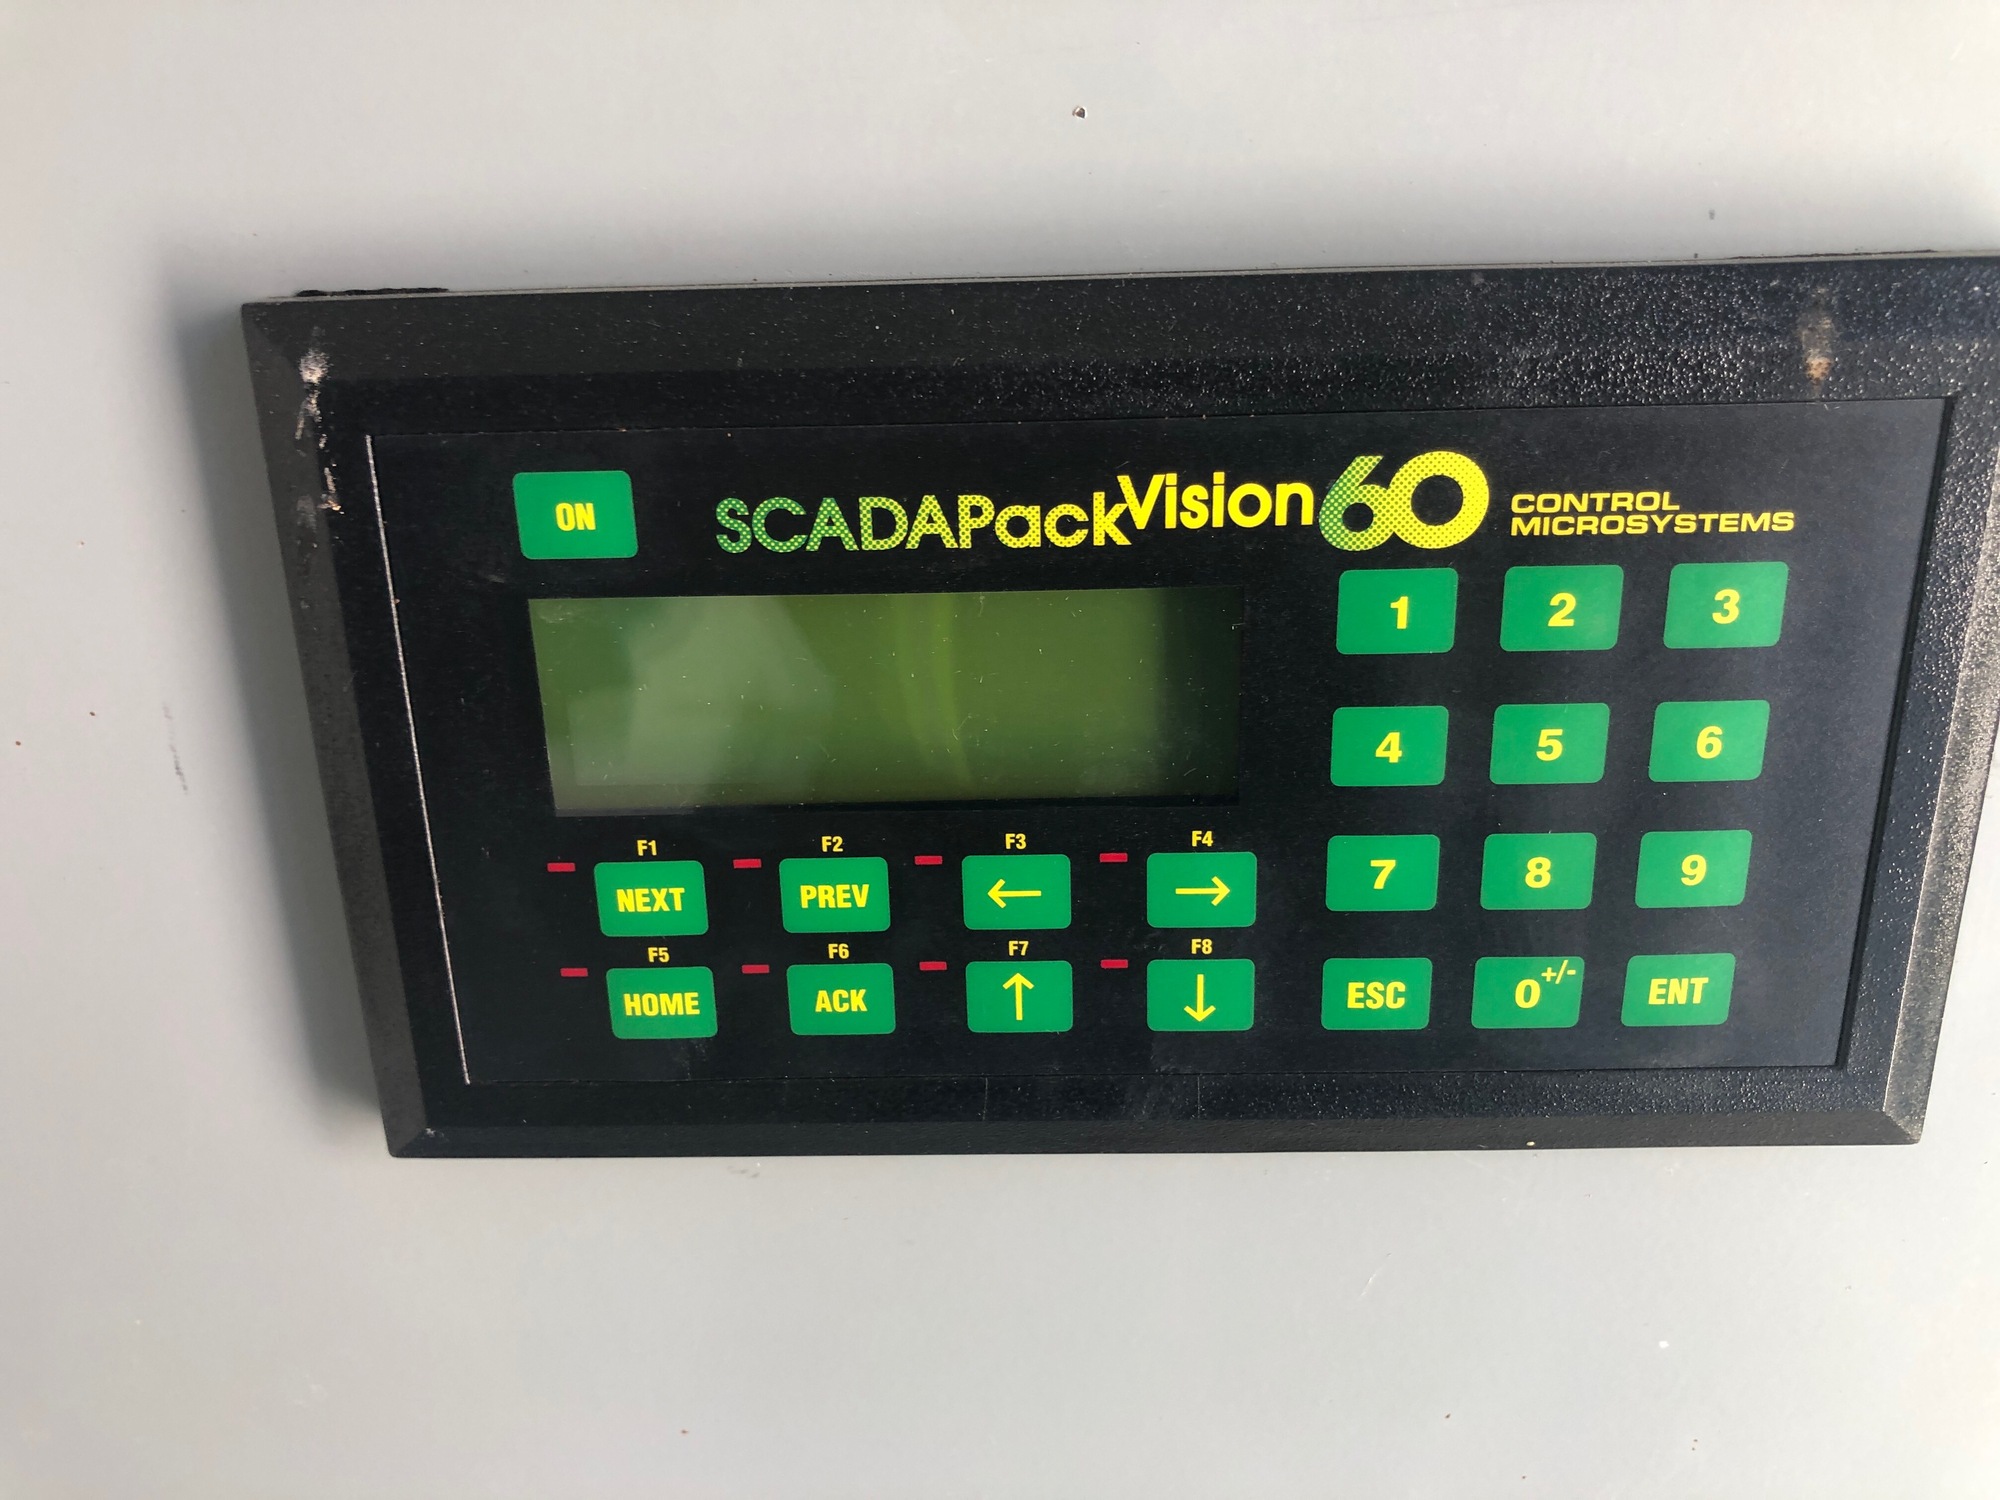 ON
SCADAPackVision60
CONTROL
MICROSYSTEMS
1 2 3
4 5 6
7 8 9
ESC 0+/- ENT
F1 F2 F3 F4
NEXT PREV ← →
F5 F6 F7 F8
HOME ACK ↑ ↓